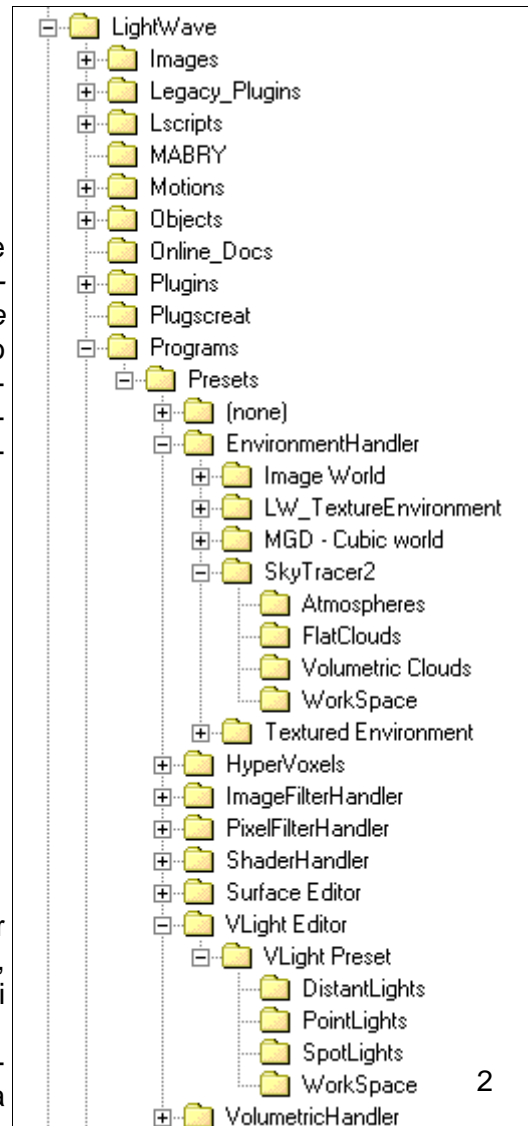 LightWave
Images
Legacy_Plugins
Lscripts
MABRY
Motions
Objects
Online_Docs
Plugins
Plugscreat
Programs
Presets
(none)
EnvironmentHandler
Image World
LW_TextureEnvironment
MGD - Cubic world
SkyTracer2
Atmospheres
FlatClouds
Volumetric Clouds
WorkSpace
Textured Environment
HyperVoxels
ImageFilterHandler
PixelFilterHandler
ShaderHandler
Surface Editor
VLight Editor
VLight Preset
DistantLights
PointLights
SpotLights
WorkSpace
2
VolumetricHandler